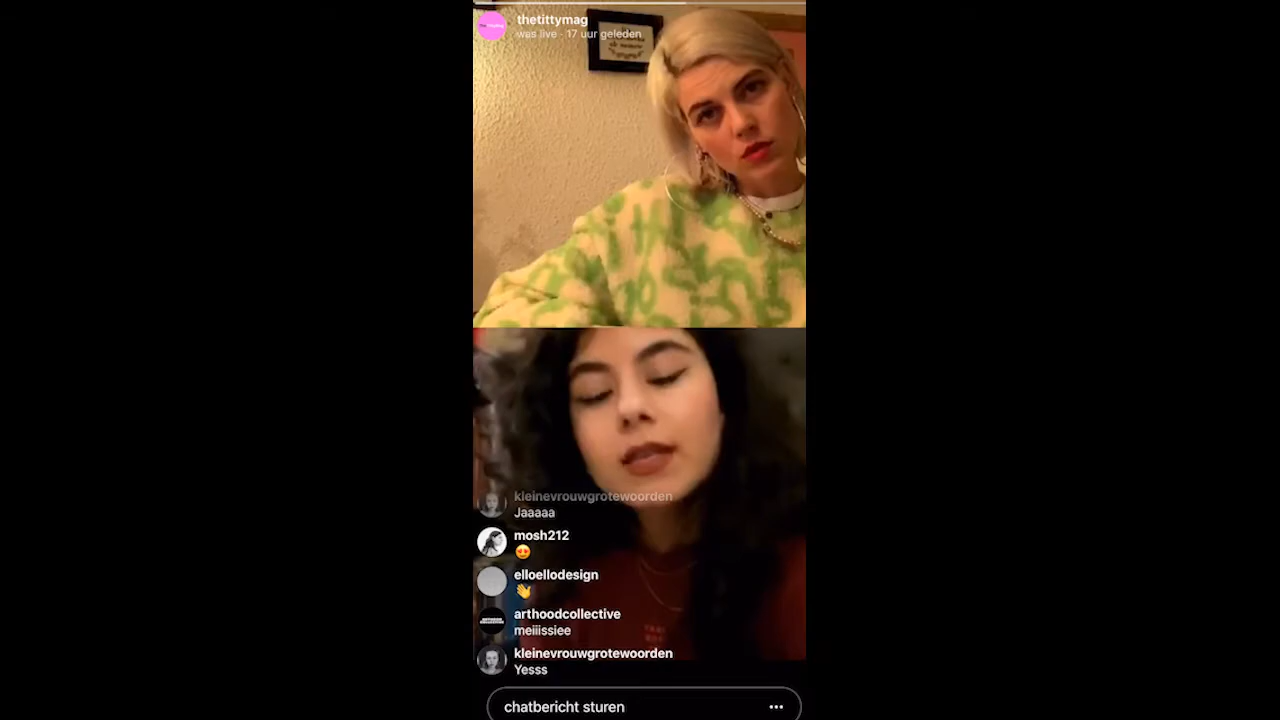 thetittymag
was live · 17 uur geleden
kleinevrouwgrotewoorden
Jaaaaa
mosh212
😍
elloellodesign
👋
arthoodcollective
meiiissiee
kleinevrouwgrotewoorden
Yesss
chatbericht sturen